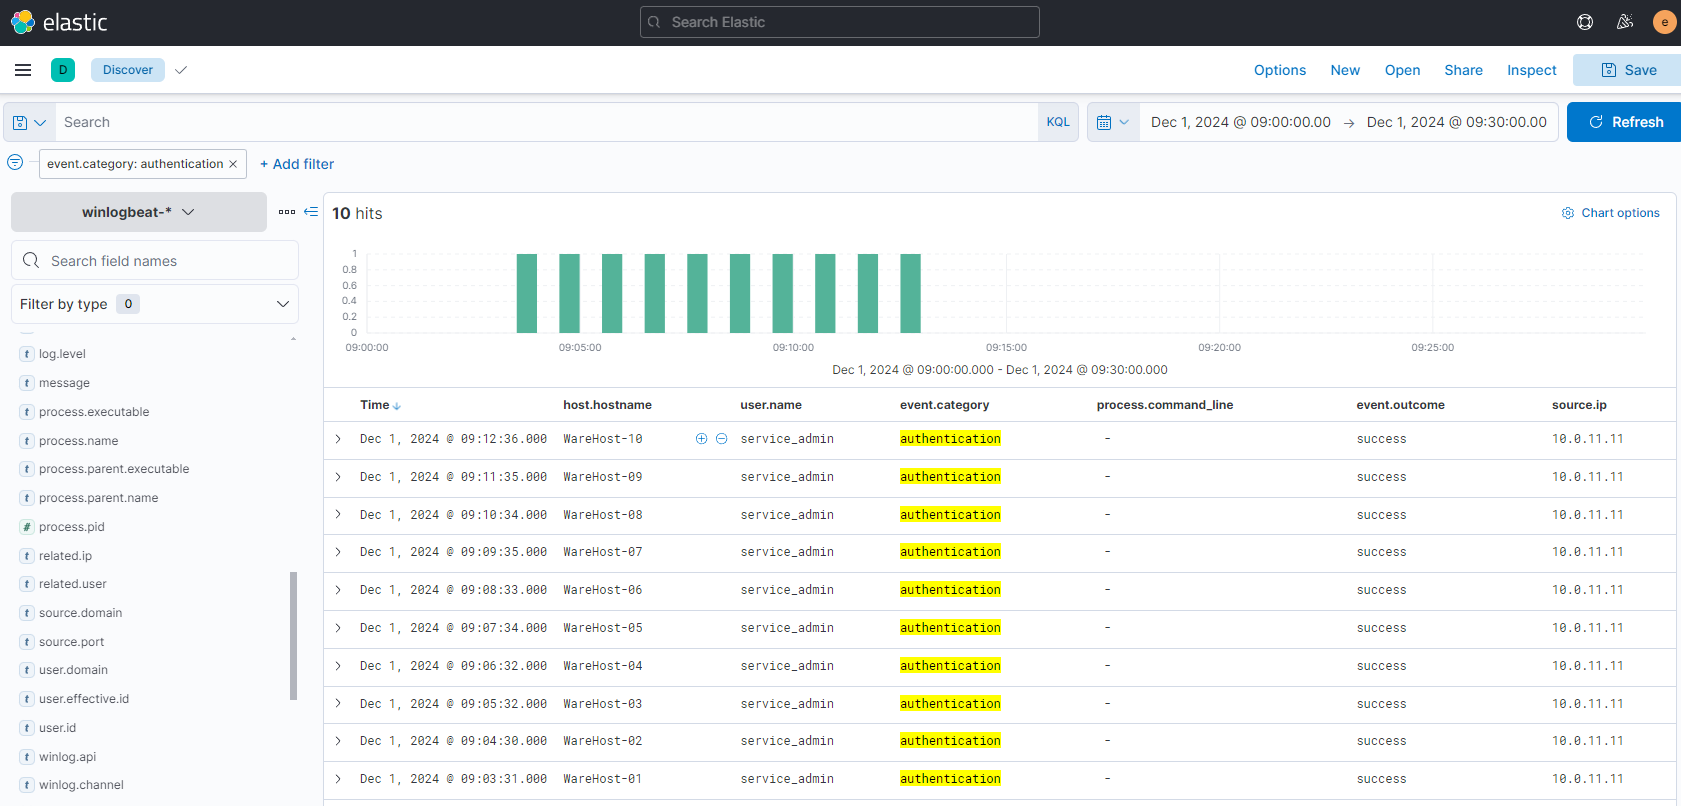 elastic Search Elastic e
D Discover Options New Open Share Inspect Save
Search KQL Dec 1, 2024 @ 09:00:00.00 → Dec 1, 2024 @ 09:30:00.00 Refresh
event.category: authentication × + Add filter
winlogbeat-* 10 hits Chart options
Search field names
Filter by type 0
1
0.8
0.6
0.4
0.2
0
09:00:00 09:05:00 09:10:00 09:15:00 09:20:00 09:25:00
Dec 1, 2024 @ 09:00:00.000 - Dec 1, 2024 @ 09:30:00.000
t log.level
t message
t process.executable
t process.name
t process.parent.executable
t process.parent.name
# process.pid
t related.ip
t related.user
t source.domain
t source.port
t user.domain
t user.effective.id
t user.id
t winlog.api
t winlog.channel
Time host.hostname user.name event.category process.command_line event.outcome source.ip
Dec 1, 2024 @ 09:12:36.000 WareHost-10 service_admin authentication - success 10.0.11.11
Dec 1, 2024 @ 09:11:35.000 WareHost-09 service_admin authentication - success 10.0.11.11
Dec 1, 2024 @ 09:10:34.000 WareHost-08 service_admin authentication - success 10.0.11.11
Dec 1, 2024 @ 09:09:35.000 WareHost-07 service_admin authentication - success 10.0.11.11
Dec 1, 2024 @ 09:08:33.000 WareHost-06 service_admin authentication - success 10.0.11.11
Dec 1, 2024 @ 09:07:34.000 WareHost-05 service_admin authentication - success 10.0.11.11
Dec 1, 2024 @ 09:06:32.000 WareHost-04 service_admin authentication - success 10.0.11.11
Dec 1, 2024 @ 09:05:32.000 WareHost-03 service_admin authentication - success 10.0.11.11
Dec 1, 2024 @ 09:04:30.000 WareHost-02 service_admin authentication - success 10.0.11.11
Dec 1, 2024 @ 09:03:31.000 WareHost-01 service_admin authentication - success 10.0.11.11